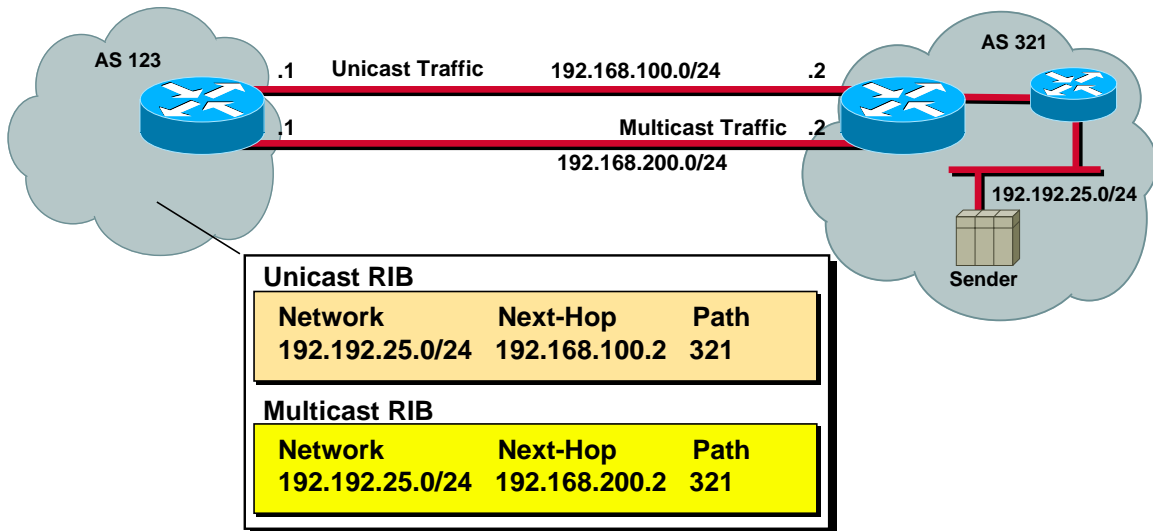 AS 123
AS 321
.1 Unicast Traffic 192.168.100.0/24 .2
.1 Multicast Traffic .2
192.168.200.0/24
192.192.25.0/24
Sender
Unicast RIB
Network Next-Hop Path
192.192.25.0/24 192.168.100.2 321
Multicast RIB
Network Next-Hop Path
192.192.25.0/24 192.168.200.2 321